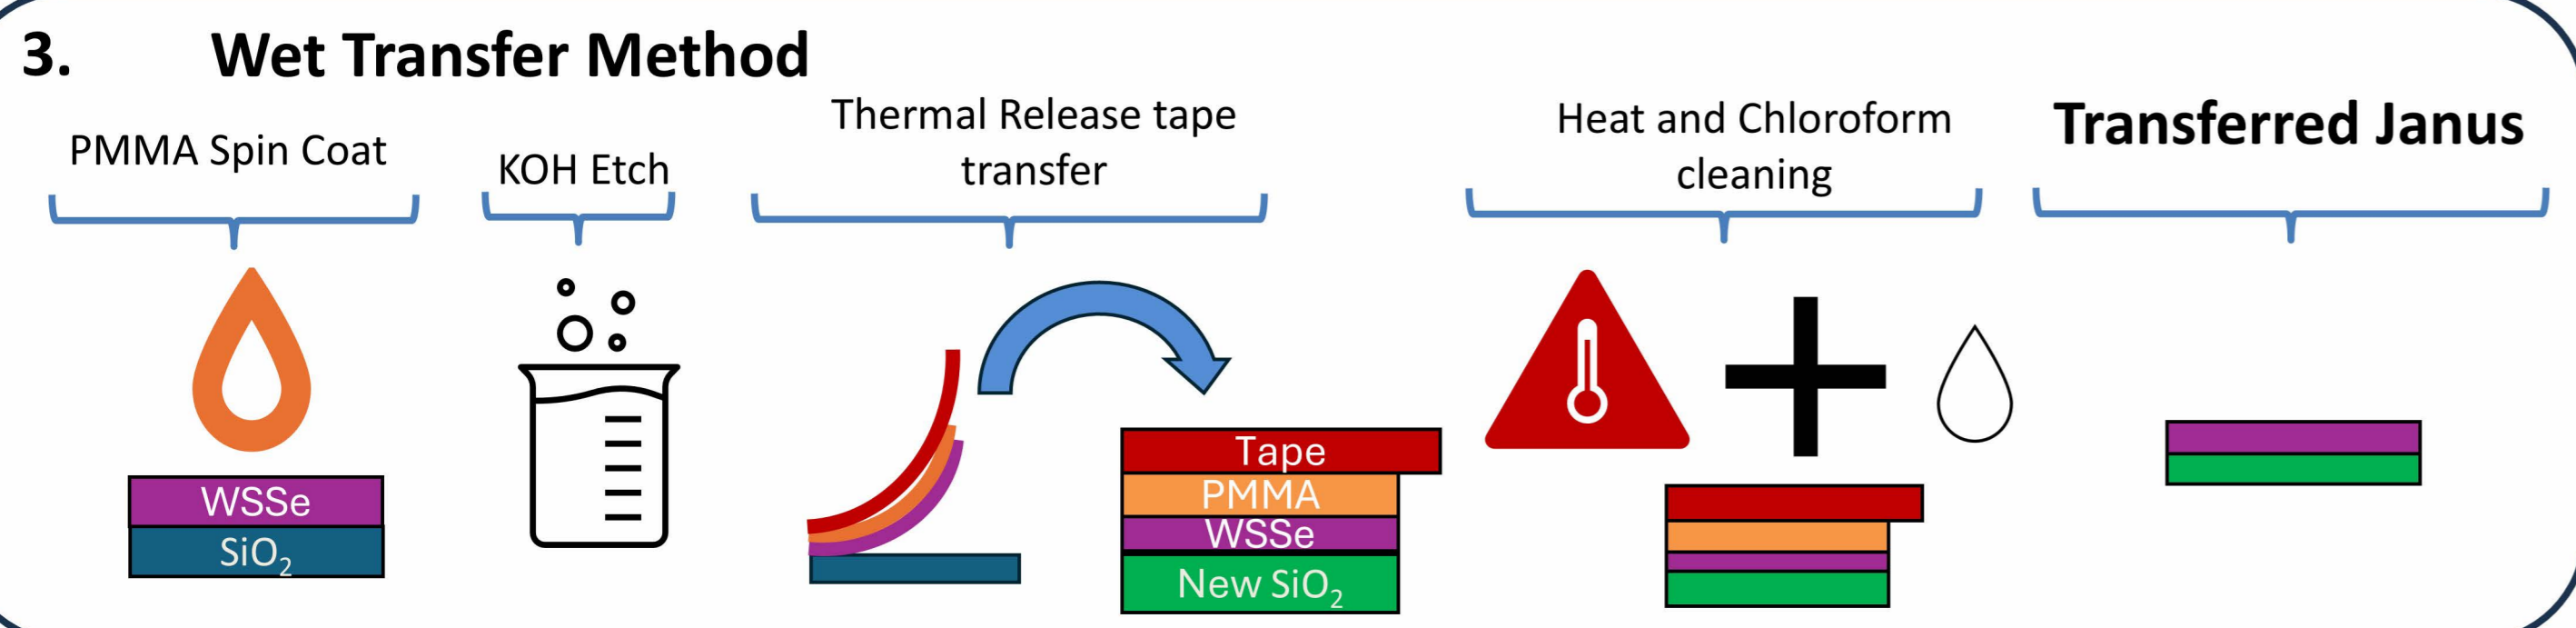 3. Wet Transfer Method
PMMA Spin Coat
KOH Etch
Thermal Release tape
transfer
Heat and Chloroform
cleaning
Transferred Janus
WSSe
SiO₂
Tape
PMMA
WSSe
New SiO₂